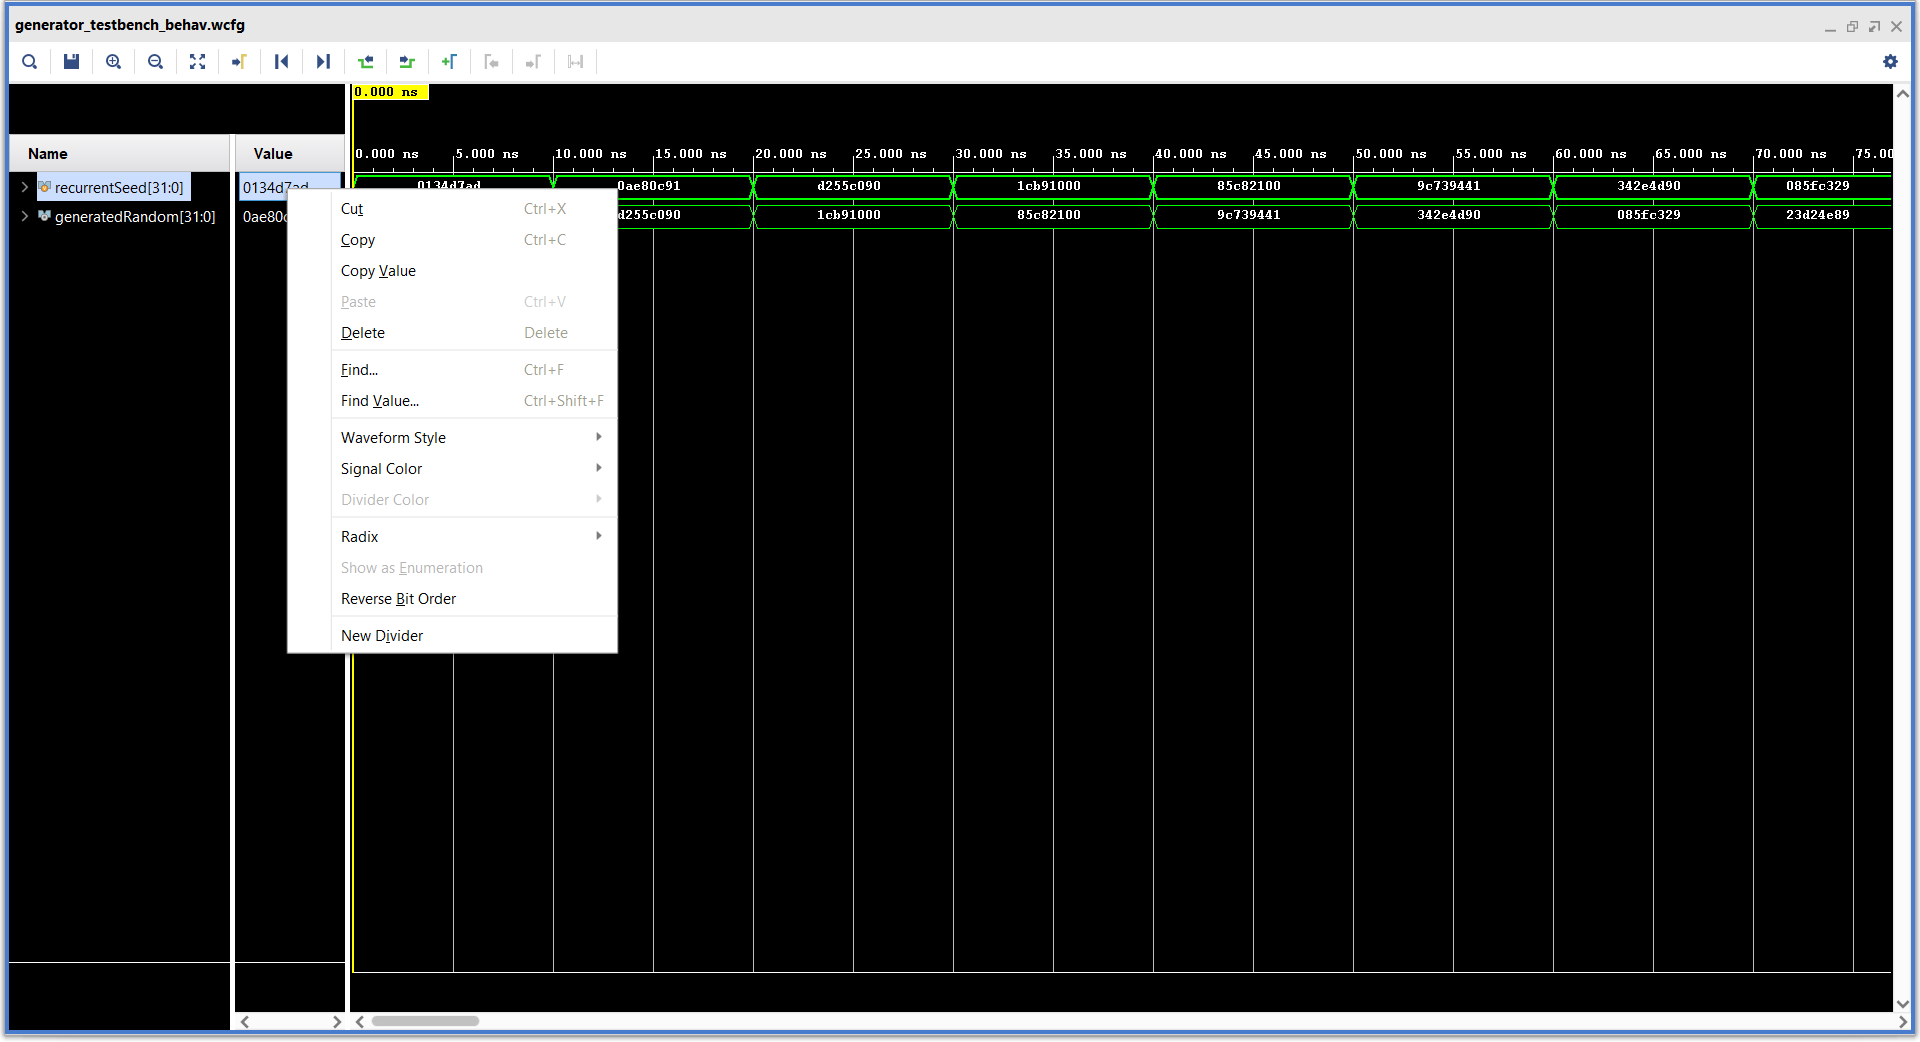 generator_testbench_behav.wcfg
0.000 ns
Name Value
0.000 ns 5.000 ns 10.000 ns 15.000 ns 20.000 ns 25.000 ns 30.000 ns 35.000 ns 40.000 ns 45.000 ns 50.000 ns 55.000 ns 60.000 ns 65.000 ns 70.000 ns 75.00
recurrentSeed[31:0] 0134d7ad 0134d7ad 0ae80c91 d255c090 1cb91000 85c82100 9c739441 342e4d90 085fc329
generatedRandom[31:0] 0ae80c d255c090 1cb91000 85c82100 9c739441 342e4d90 085fc329 23d24e89
Cut Ctrl+X
Copy Ctrl+C
Copy Value
Paste Ctrl+V
Delete Delete
Find... Ctrl+F
Find Value... Ctrl+Shift+F
Waveform Style
Signal Color
Divider Color
Radix
Show as Enumeration
Reverse Bit Order
New Divider